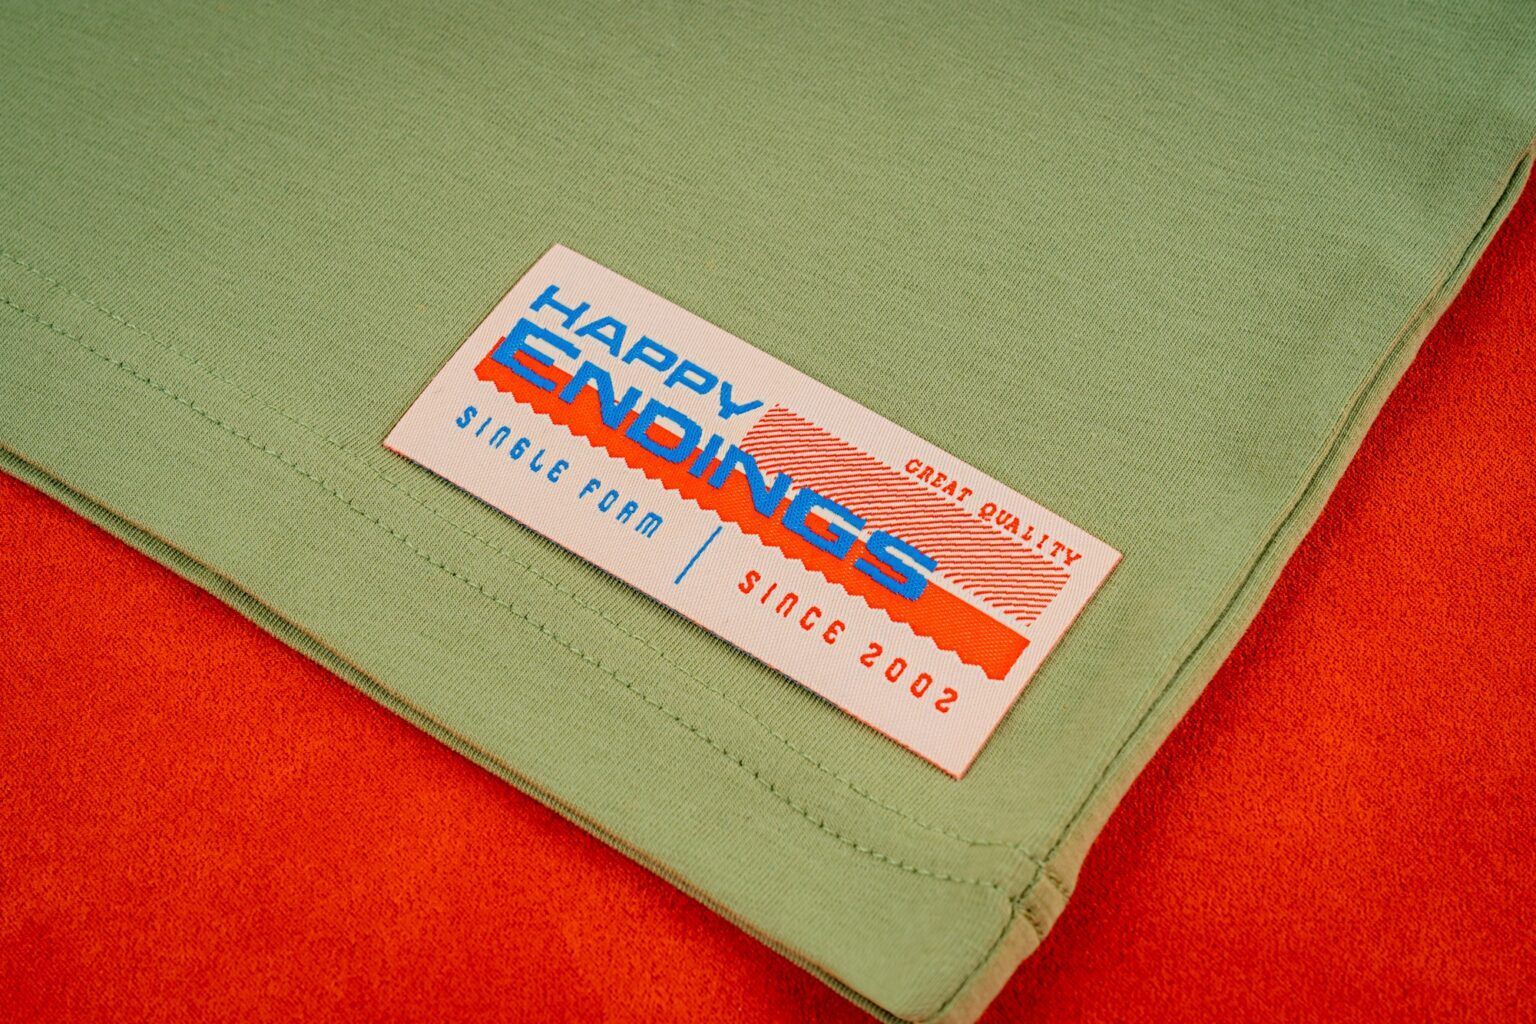 HAPPY
ENDINGS
GREAT QUALITY
SINGLE FORM | SINCE 2002